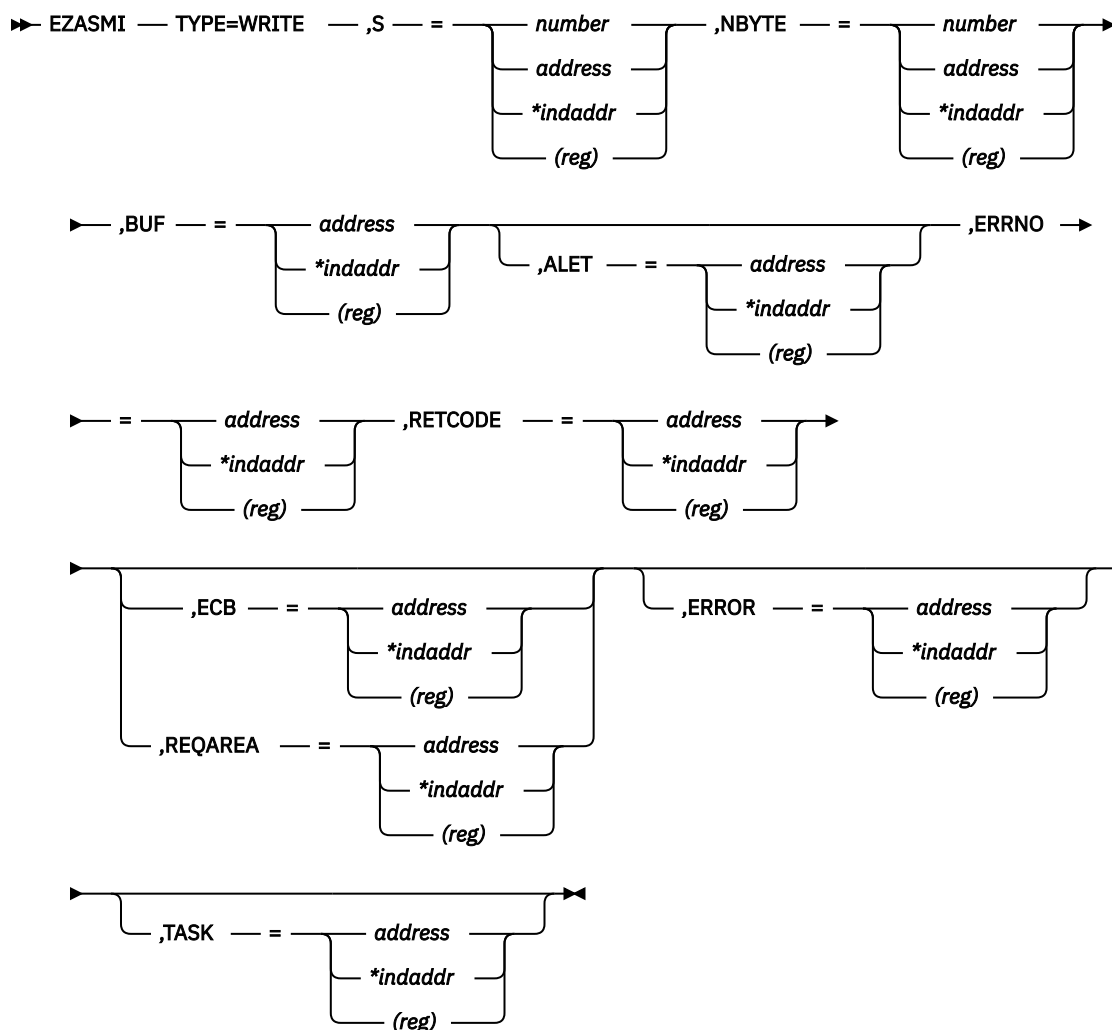 EZASMI TYPE=WRITE ,S = number ,NBYTE = number
address address
*indaddr *indaddr
(reg) (reg)
,BUF = address ,ERRNO
*indaddr ,ALET = address
(reg) *indaddr
(reg)
= address ,RETCODE = address
*indaddr *indaddr
(reg) (reg)
,ECB = address ,ERROR = address
*indaddr *indaddr
(reg) (reg)
,REQAREA = address
*indaddr
(reg)
,TASK = address
*indaddr
(reg)